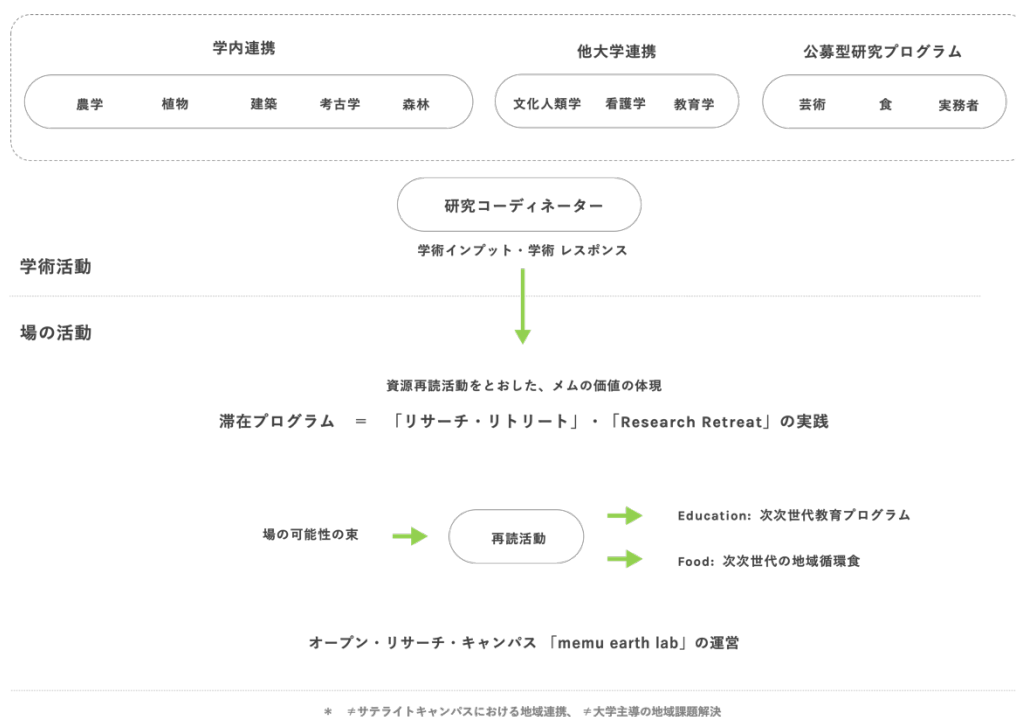 学内連携
他大学連携
公募型研究プログラム
農学 植物 建築 考古学 森林
文化人類学 看護学 教育学
芸術 食 実務者
研究コーディネーター
学術インプット・学術 レスポンス
学術活動
場の活動
資源再読活動をとおした、メムの価値の体現
滞在プログラム = 「リサーチ・リトリート」・「Research Retreat」の実践
場の可能性の束
再読活動
Education: 次次世代教育プログラム
Food: 次次世代の地域循環食
オープン・リサーチ・キャンパス 「memu earth lab」の運営
* ≠サテライトキャンパスにおける地域連携、 ≠大学主導の地域課題解決